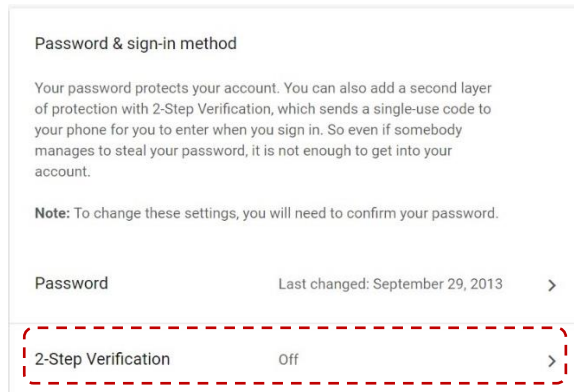 Password & sign-in method
Your password protects your account. You can also add a second layer
of protection with 2-Step Verification, which sends a single-use code to
your phone for you to enter when you sign in. So even if somebody
manages to steal your password, it is not enough to get into your
account.
Note: To change these settings, you will need to confirm your password.
Password Last changed: September 29, 2013
2-Step Verification Off